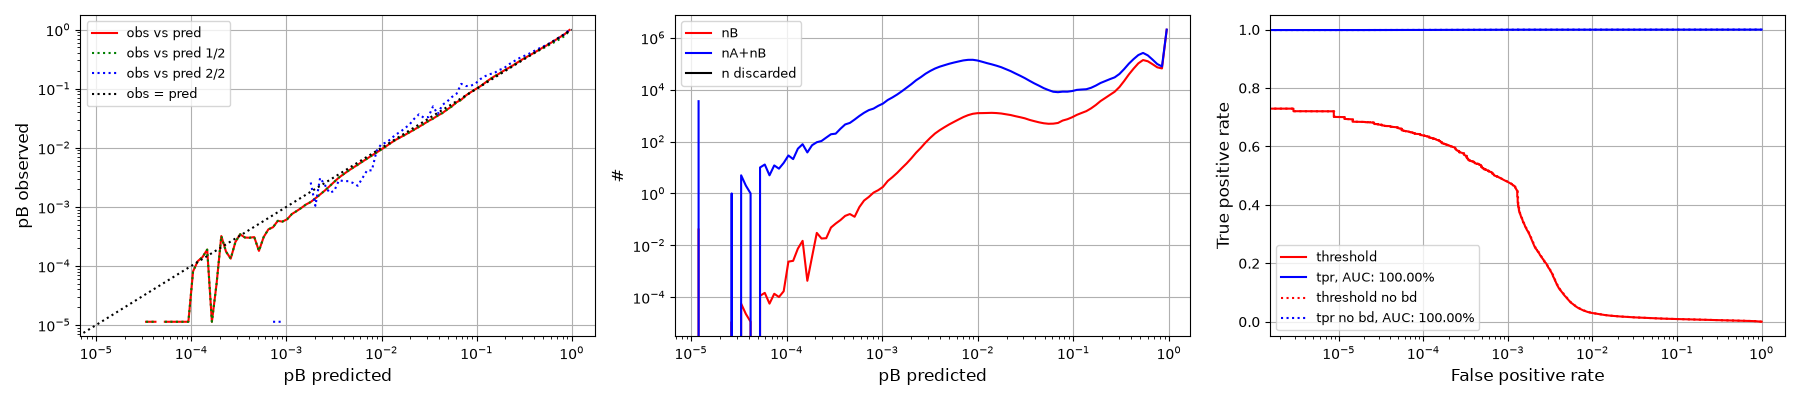 obs vs pred
obs vs pred 1/2
obs vs pred 2/2
obs = pred
pB observed
10⁰
10⁻¹
10⁻²
10⁻³
10⁻⁴
10⁻⁵
10⁻⁵ 10⁻⁴ 10⁻³ 10⁻² 10⁻¹ 10⁰
pB predicted
nB
nA+nB
n discarded
#
10⁶
10⁴
10²
10⁰
10⁻²
10⁻⁴
10⁻⁵ 10⁻⁴ 10⁻³ 10⁻² 10⁻¹ 10⁰
pB predicted
True positive rate
1.0
0.8
0.6
0.4
0.2
0.0
threshold
tpr, AUC: 100.00%
threshold no bd
tpr no bd, AUC: 100.00%
10⁻⁵ 10⁻⁴ 10⁻³ 10⁻² 10⁻¹ 10⁰
False positive rate